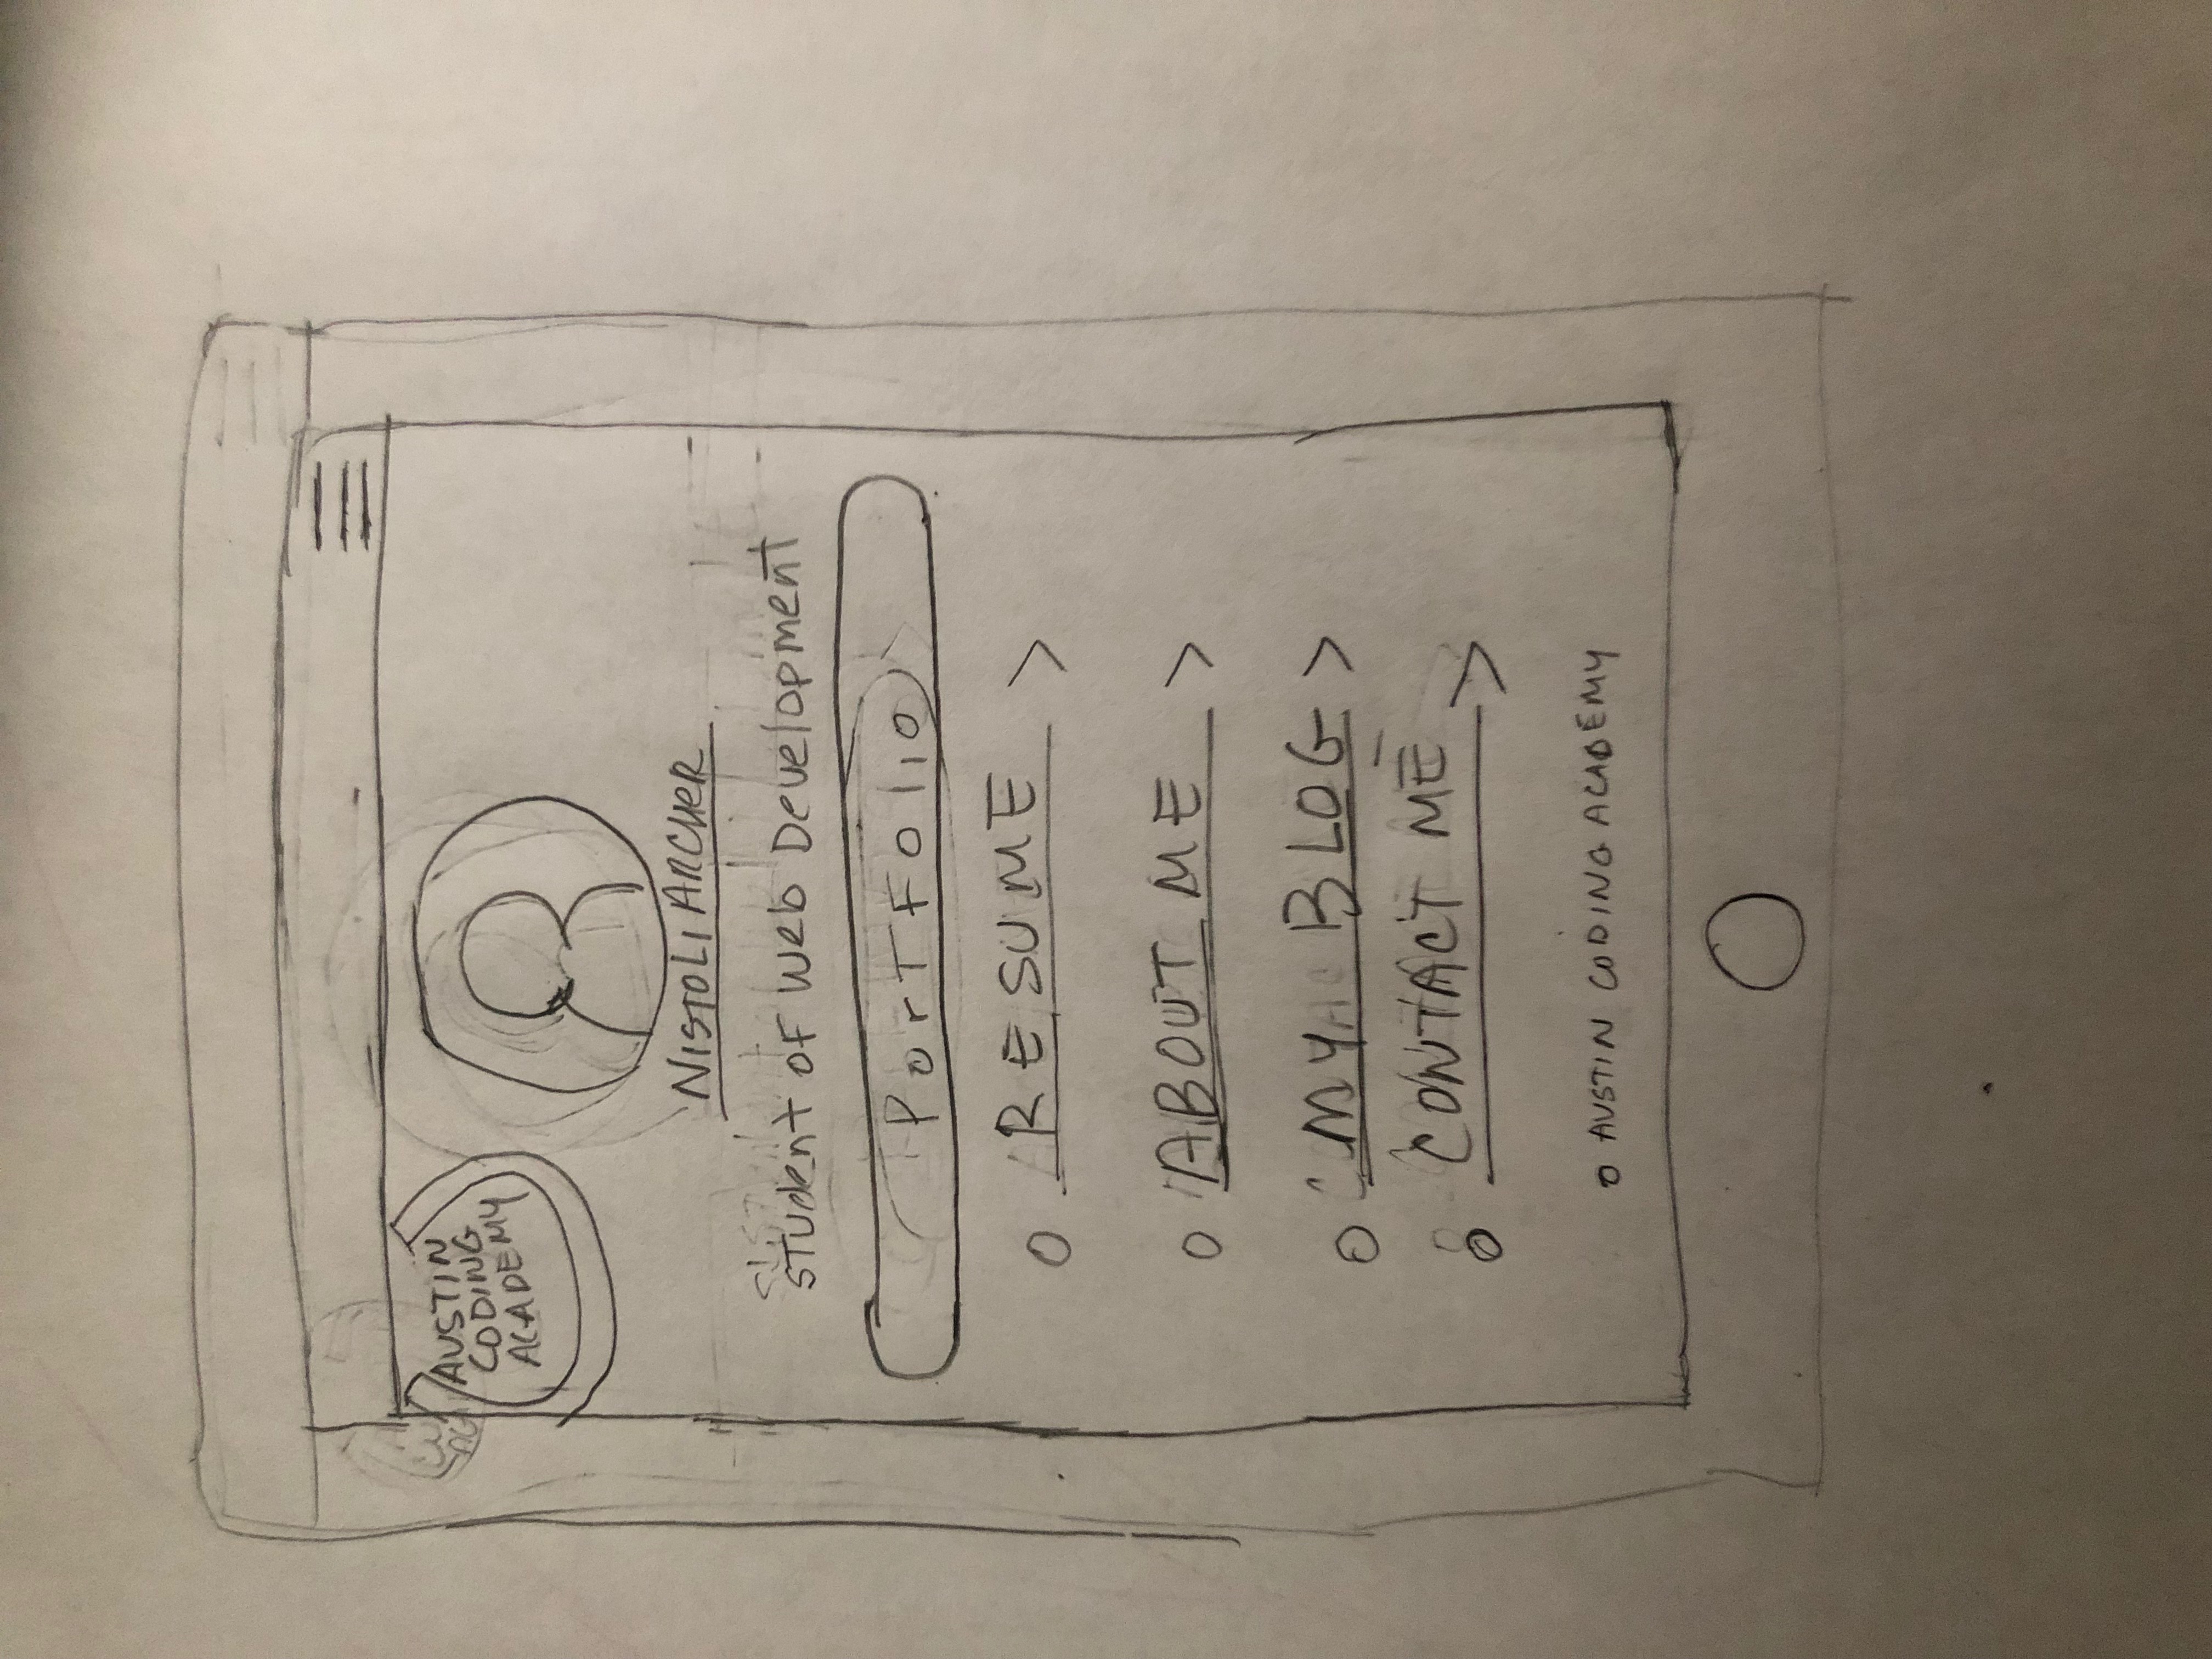 AUSTIN
CODING
ACADEMY
NISTOLI ARCHER
Student OF Web Development
PorTFolio
RESUME >
ABOUT ME >
MY BLOG >
CONTACT ME >
AUSTIN CODING ACADEMY